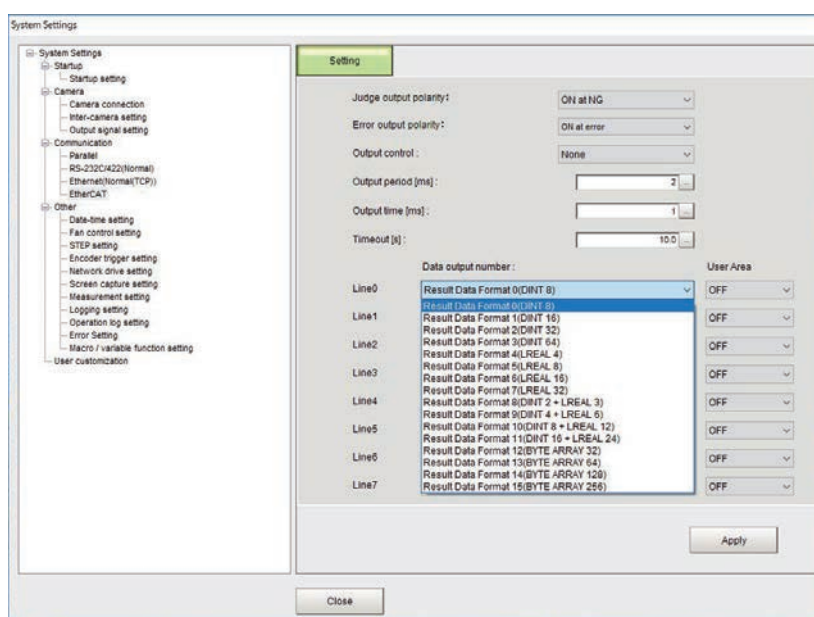 System Settings
System Settings
Startup
Startup setting
Camera
Camera connection
Inter-camera setting
Output signal setting
Communication
Parallel
RS-232C/422(Normal)
Ethernet(Normal(TCP))
EtherCAT
Other
Date-time setting
Fan control setting
STEP setting
Encoder trigger setting
Network drive setting
Screen capture setting
Measurement setting
Logging setting
Operation log setting
Error Setting
Macro / variable function setting
User customization
Setting
Judge output polarity: ON at NG
Error output polarity: ON at error
Output control : None
Output period [ms] : 2 ...
Output time [ms] : 1 ...
Timeout [s] : 10.0 ...
Data output number : User Area
Line0 Result Data Format 0(DINT 8) OFF
Result Data Format 0(DINT 8)
Line1 Result Data Format 1(DINT 16) OFF
Result Data Format 2(DINT 32)
Line2 Result Data Format 3(DINT 64) OFF
Result Data Format 4(LREAL 4)
Result Data Format 5(LREAL 8)
Line3 Result Data Format 6(LREAL 16) OFF
Result Data Format 7(LREAL 32)
Line4 Result Data Format 8(DINT 2 + LREAL 3) OFF
Result Data Format 9(DINT 4 + LREAL 6)
Line5 Result Data Format 10(DINT 8 + LREAL 12) OFF
Result Data Format 11(DINT 16 + LREAL 24)
Line6 Result Data Format 12(BYTE ARRAY 32) OFF
Result Data Format 13(BYTE ARRAY 64)
Result Data Format 14(BYTE ARRAY 128)
Line7 Result Data Format 15(BYTE ARRAY 256) OFF
Apply
Close